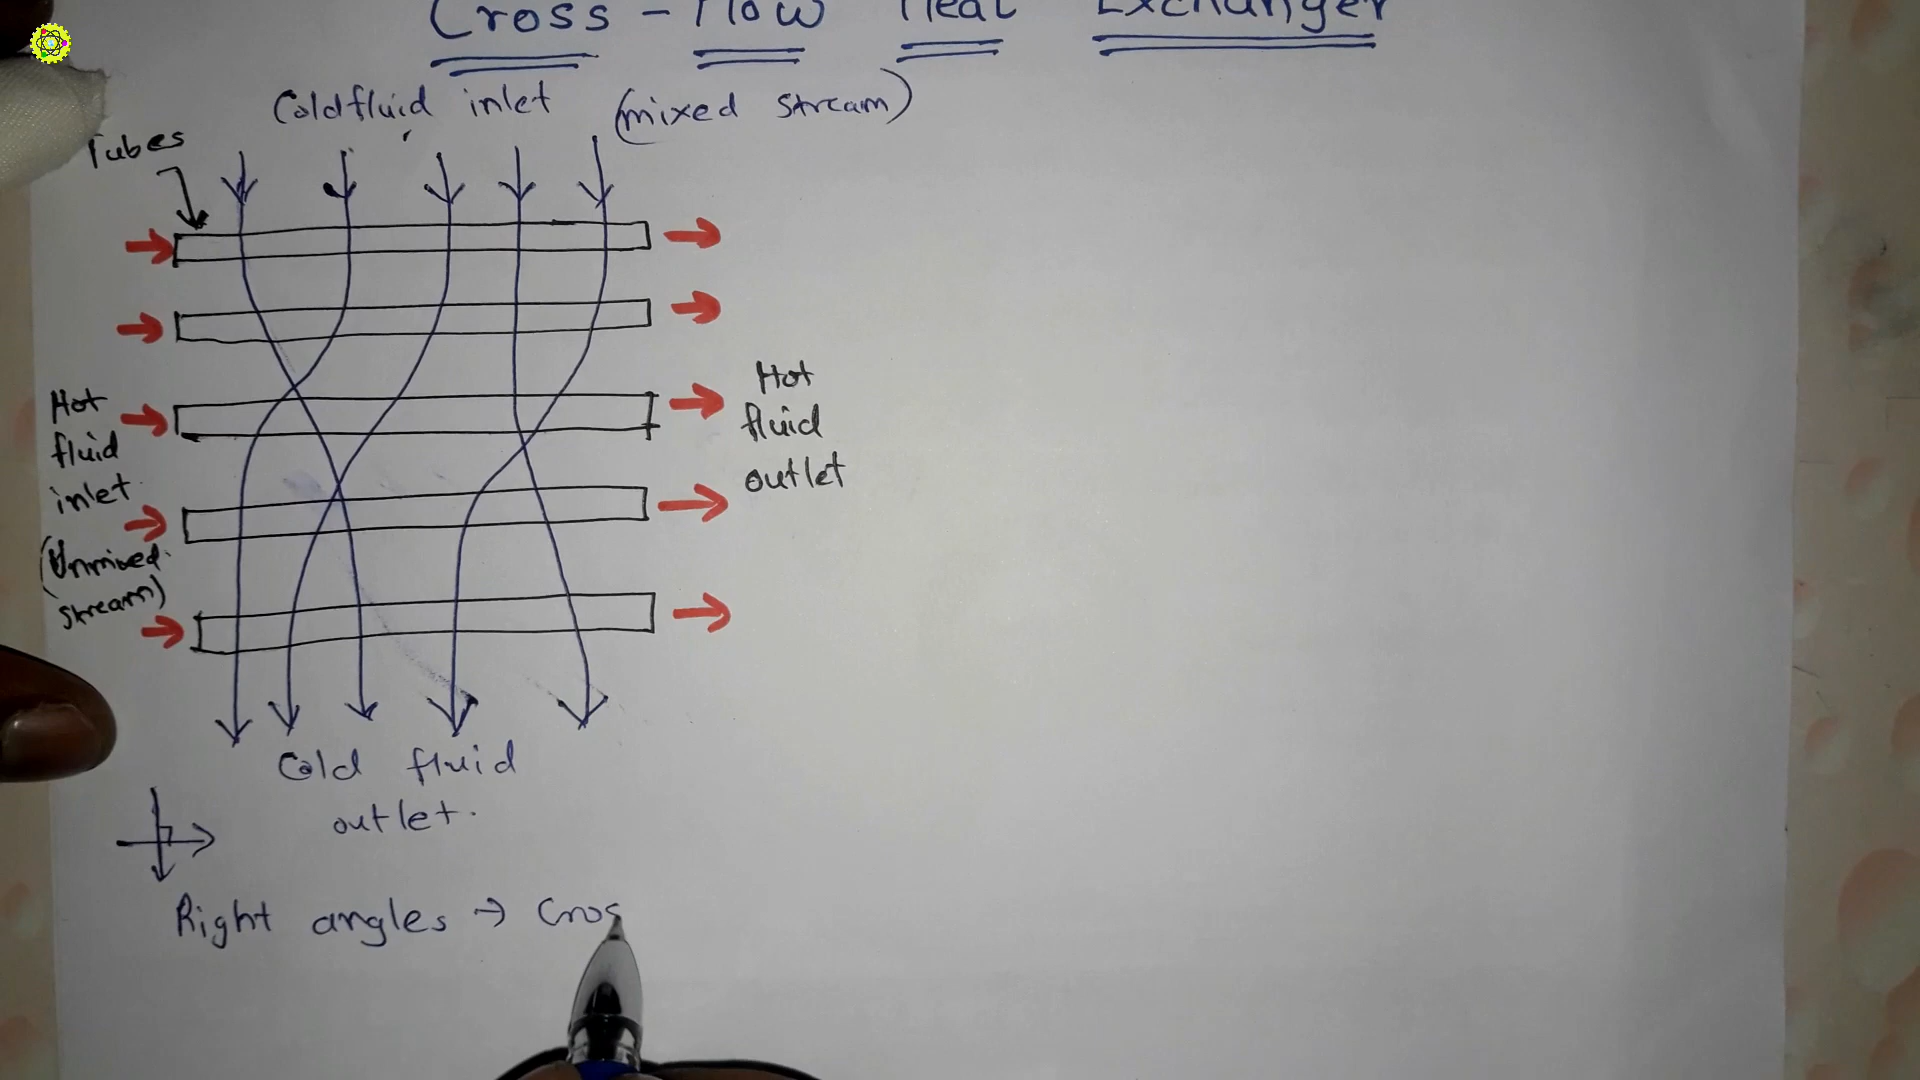 Cross - Flow Heat Exchanger
Coldfluid inlet (mixed stream)
Tubes
Hot
fluid
inlet
(Unmixed
stream)
Hot
fluid
outlet
Cold fluid
outlet.
Right angles → Cros